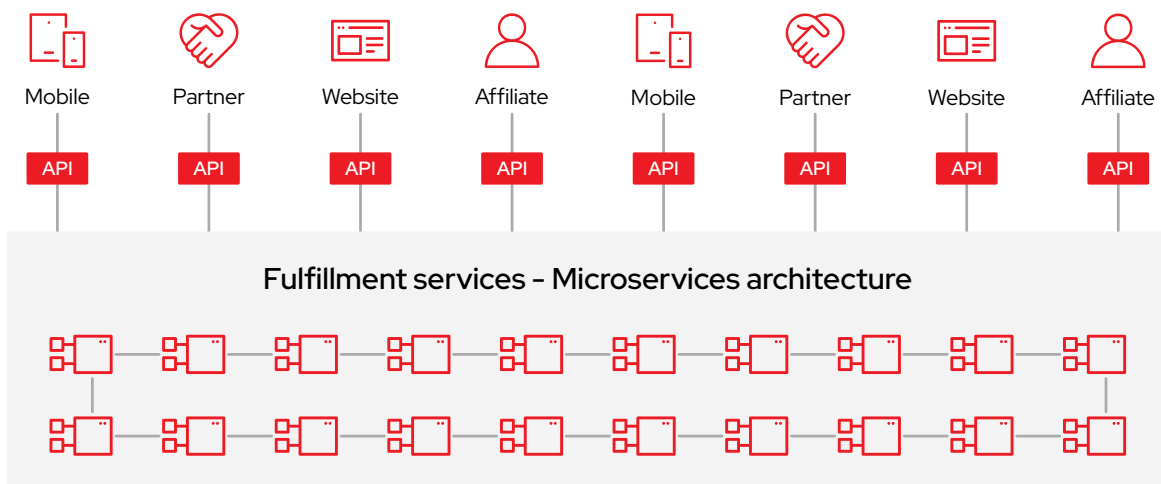 Mobile Partner Website Affiliate Mobile Partner Website Affiliate
API API API API API API API API
Fulfillment services - Microservices architecture